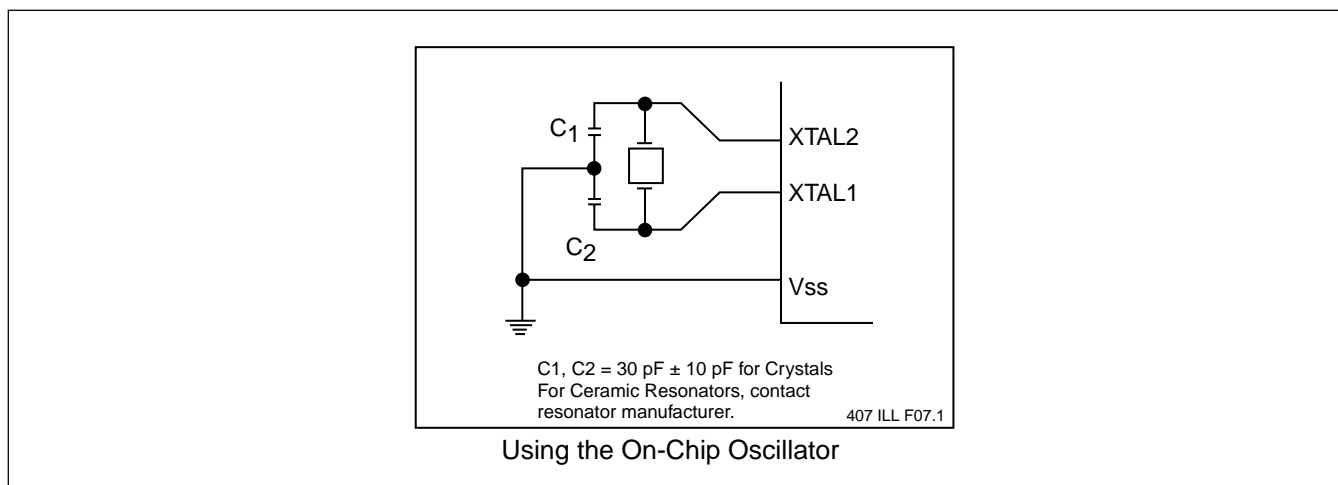 C1
XTAL2
XTAL1
C2
Vss
C1, C2 = 30 pF ± 10 pF for Crystals
For Ceramic Resonators, contact
resonator manufacturer.
407 ILL F07.1
Using the On-Chip Oscillator